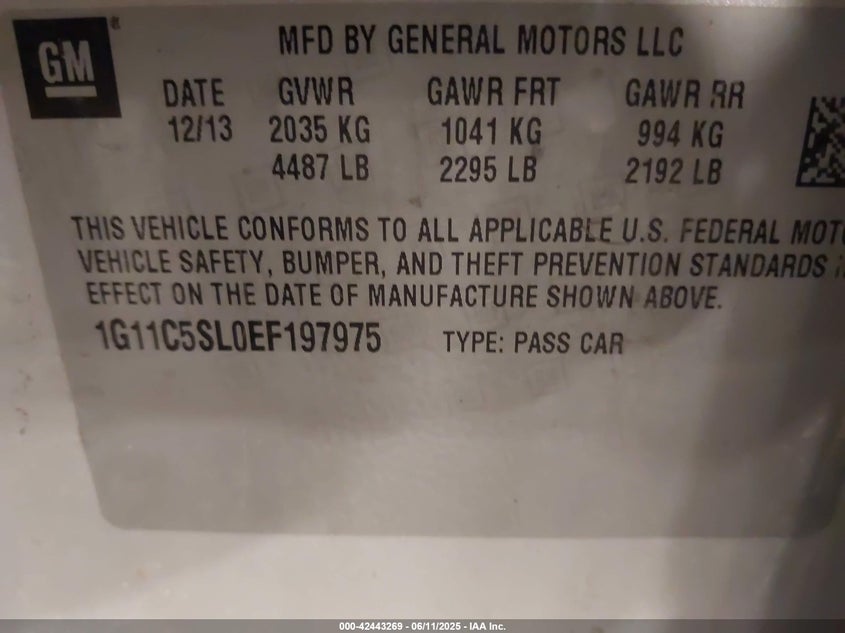 GM®
MFD BY GENERAL MOTORS LLC
DATE GVWR GAWR FRT GAWR RR
12/13 2035 KG 1041 KG 994 KG
4487 LB 2295 LB 2192 LB
THIS VEHICLE CONFORMS TO ALL APPLICABLE U.S. FEDERAL MOTO
VEHICLE SAFETY, BUMPER, AND THEFT PREVENTION STANDARDS
EFFECT ON THE DATE OF MANUFACTURE SHOWN ABOVE.
1G11C5SL0EF197975 TYPE: PASS CAR
000-42443269 - 06/11/2025 - IAA Inc.